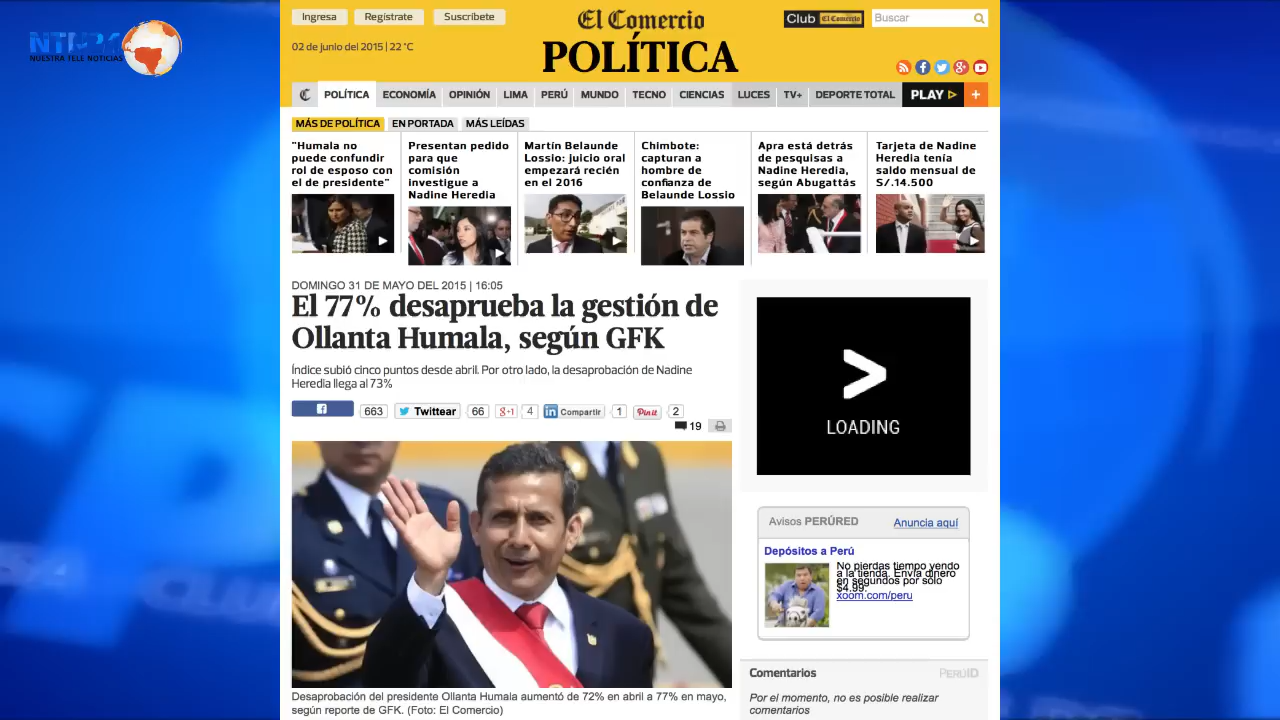 NUESTRA TELE NOTICIAS
Ingresa Regístrate Suscríbete
El Comercio
Club El Comercio
Buscar
02 de junio del 2015 | 22 °C
POLÍTICA
POLÍTICA ECONOMÍA OPINIÓN LIMA PERÚ MUNDO TECNO CIENCIAS LUCES TV+ DEPORTE TOTAL PLAY +
MÁS DE POLÍTICA EN PORTADA MÁS LEÍDAS
"Humala no
puede confundir
rol de esposo con
el de presidente"
Presentan pedido
para que
comisión
investigue a
Nadine Heredia
Martín Belaunde
Lossio: juicio oral
empezará recién
en el 2016
Chimbote:
capturan a
hombre de
confianza de
Belaunde Lossio
Apra está detrás
de pesquisas a
Nadine Heredia,
según Abugattás
Tarjeta de Nadine
Heredia tenía
saldo mensual de
S/.14.500
DOMINGO 31 DE MAYO DEL 2015 | 16:05
El 77% desaprueba la gestión de
Ollanta Humala, según GFK
Índice subió cinco puntos desde abril. Por otro lado, la desaprobación de Nadine
Heredia llega al 73%
663 Twittear 66 g+1 4 in Compartir 1 Pin it 2
19
Desaprobación del presidente Ollanta Humala aumentó de 72% en abril a 77% en mayo,
según reporte de GFK. (Foto: El Comercio)
LOADING
Avisos PERÚRED Anuncia aquí
Depósitos a Perú
No pierdas tiempo yendo
a la tienda. Envía dinero
en segundos por sólo
$4.99.
xoom.com/peru
Comentarios PERÚID
Por el momento, no es posible realizar
comentarios